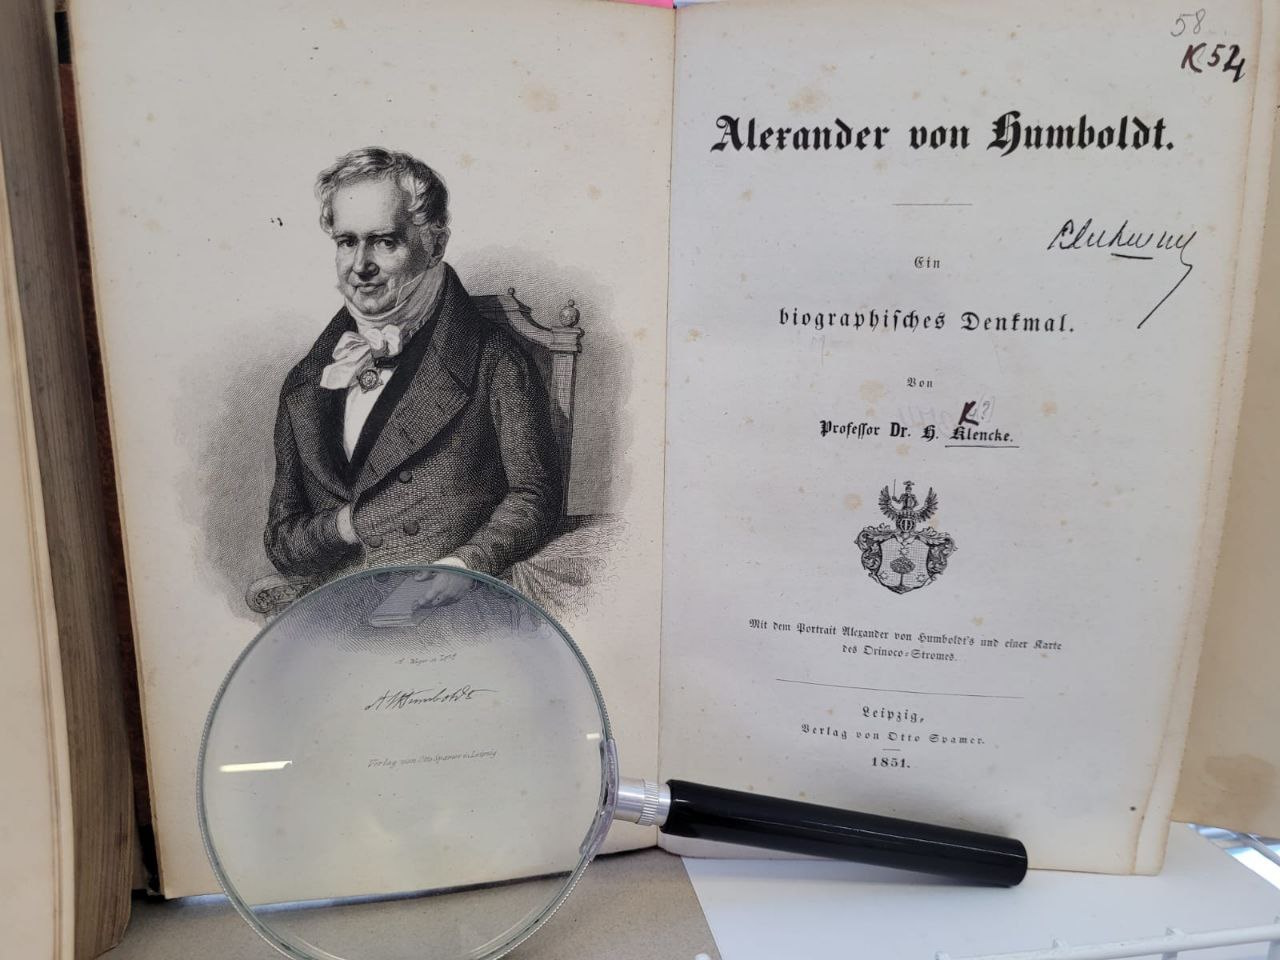 A H Humboldt
Verlag von Otto Spamer in Leipzig
58
K 54
Alexander von Humboldt.
Ein
biographisches Denkmal.
Von
K
Professor Dr. H. Klencke.
Mit dem Portrait Alexander von Humboldt's und einer Karte
des Orinoco-Stromes.
Leipzig,
Verlag von Otto Spamer.
1851.